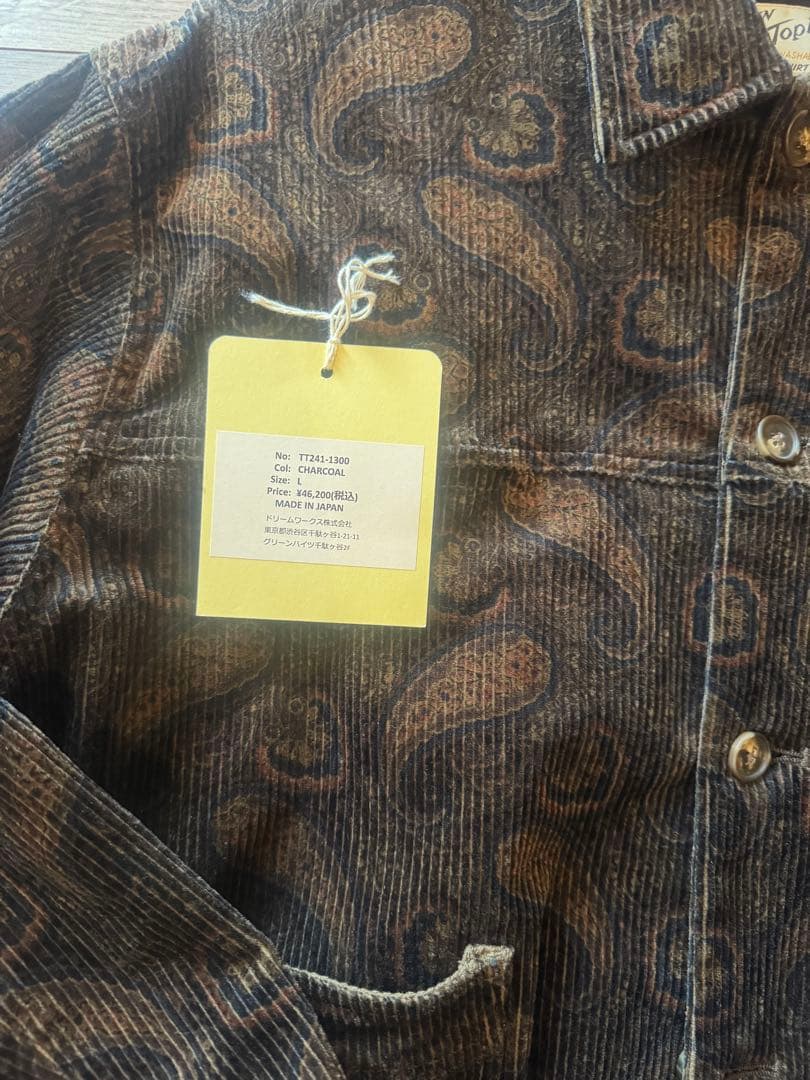 No: TT241-1300
Col: CHARCOAL
Size: L
Price: ¥46,200(税込)
MADE IN JAPAN
ドリームワークス株式会社
東京都渋谷区千駄ヶ谷1-21-11
グリーンハイツ千駄ヶ谷2F